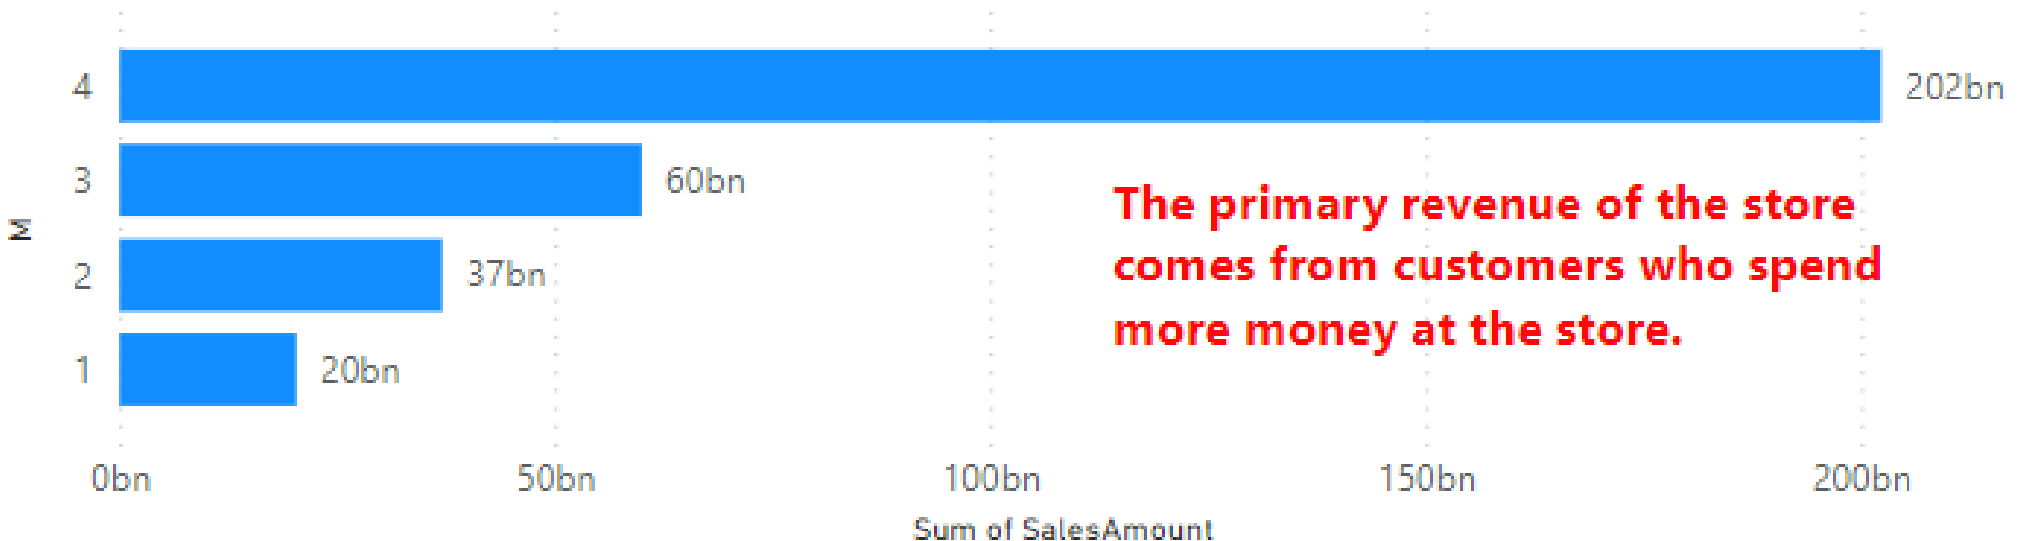 4
202bn
3
60bn
The primary revenue of the store
comes from customers who spend
more money at the store.
M
2
37bn
1
20bn
0bn
50bn
100bn
150bn
200bn
Sum of SalesAmount